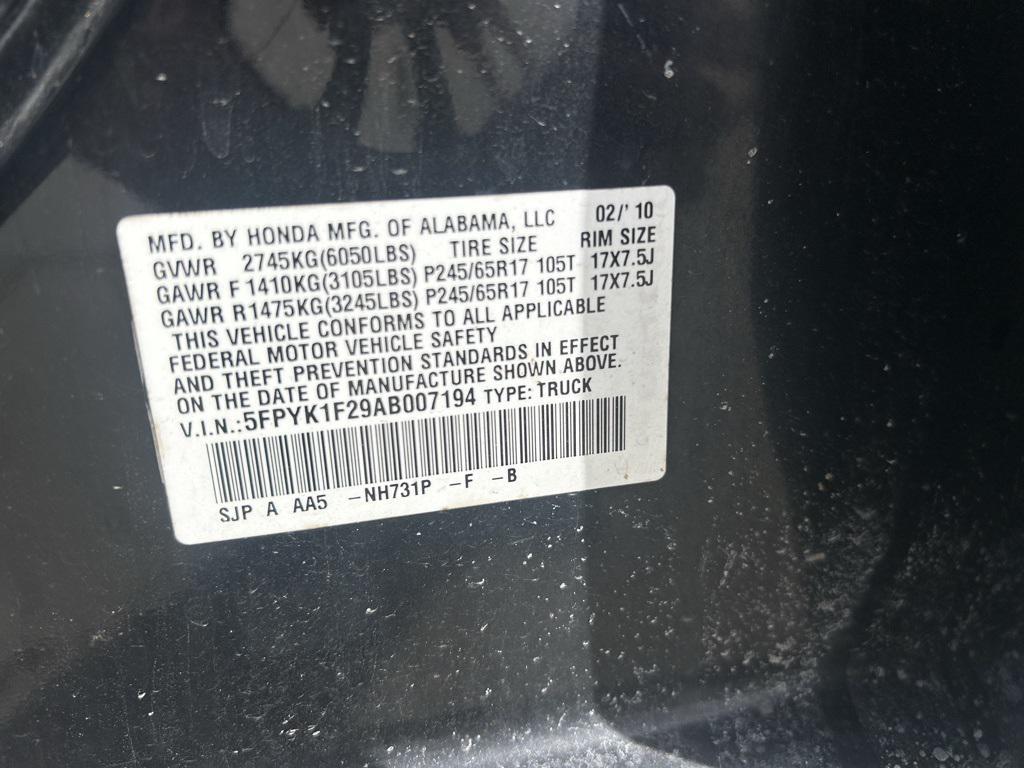 MFD. BY HONDA MFG. OF ALABAMA, LLC 02/'10
GVWR 2745KG(6050LBS) TIRE SIZE RIM SIZE
GAWR F 1410KG(3105LBS) P245/65R17 105T 17X7.5J
GAWR R1475KG(3245LBS) P245/65R17 105T 17X7.5J
THIS VEHICLE CONFORMS TO ALL APPLICABLE
FEDERAL MOTOR VEHICLE SAFETY
AND THEFT PREVENTION STANDARDS IN EFFECT
ON THE DATE OF MANUFACTURE SHOWN ABOVE.
V.I.N.:5FPYK1F29AB007194 TYPE: TRUCK
SJP A AA5 -NH731P -F -B